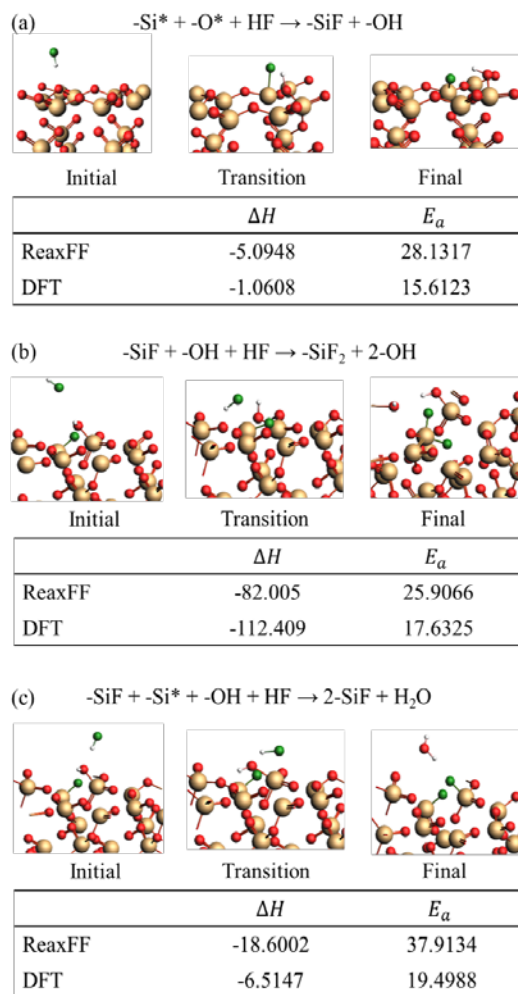 (a) -Si* + -O* + HF → -SiF + -OH
Initial Transition Final
ΔH Eₐ
ReaxFF -5.0948 28.1317
DFT -1.0608 15.6123
(b) -SiF + -OH + HF → -SiF₂ + 2-OH
Initial Transition Final
ΔH Eₐ
ReaxFF -82.005 25.9066
DFT -112.409 17.6325
(c) -SiF + -Si* + -OH + HF → 2-SiF + H₂O
Initial Transition Final
ΔH Eₐ
ReaxFF -18.6002 37.9134
DFT -6.5147 19.4988